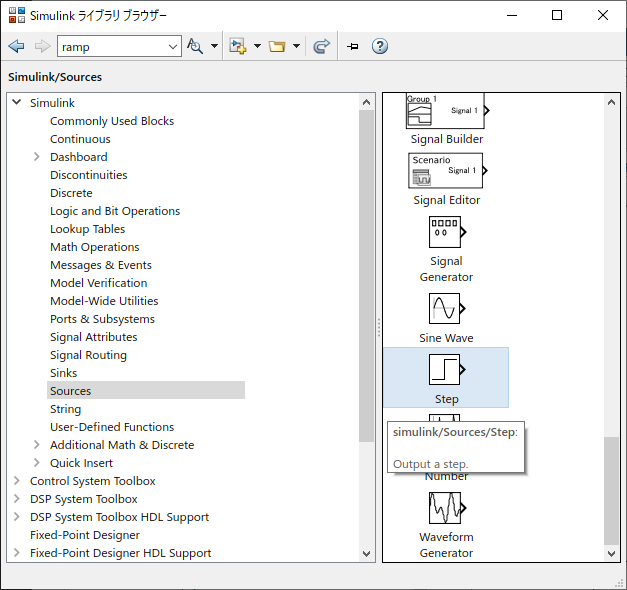 Simulink ライブラリ ブラウザー
ramp
Simulink/Sources
Simulink
Commonly Used Blocks
Continuous
Dashboard
Discontinuities
Discrete
Logic and Bit Operations
Lookup Tables
Math Operations
Messages & Events
Model Verification
Model-Wide Utilities
Ports & Subsystems
Signal Attributes
Signal Routing
Sinks
Sources
String
User-Defined Functions
Additional Math & Discrete
Quick Insert
Control System Toolbox
DSP System Toolbox
DSP System Toolbox HDL Support
Fixed-Point Designer
Fixed-Point Designer HDL Support
Group 1
Signal 1
Signal Builder
Scenario
Signal 1
Signal Editor
Signal
Generator
Sine Wave
Step
simulink/Sources/Step:
Output a step.
Number
Waveform
Generator